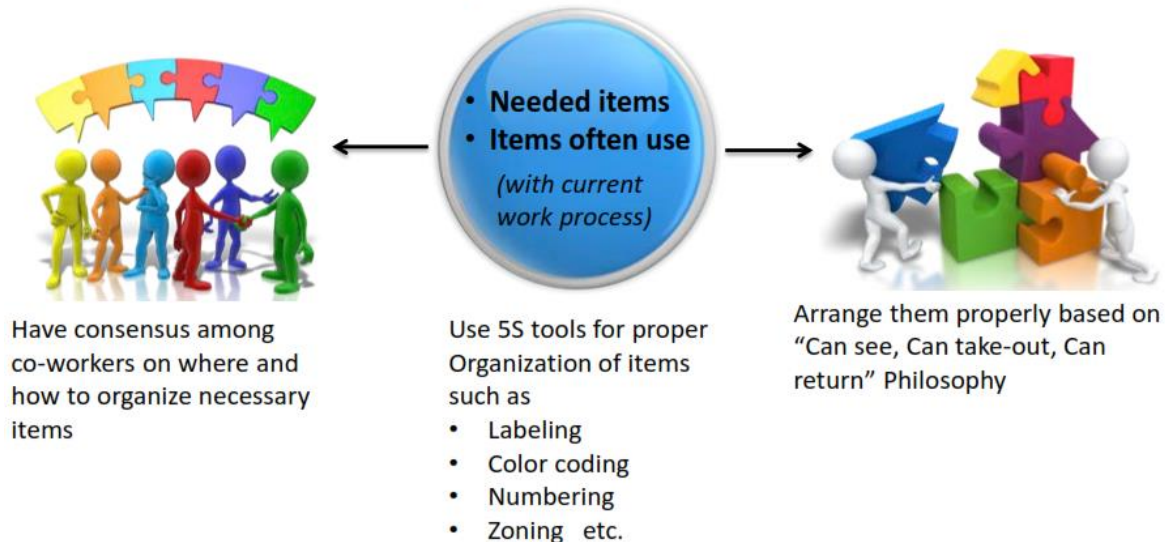 • Needed items
• Items often use
(with current
work process)
Have consensus among
co-workers on where and
how to organize necessary
items
Use 5S tools for proper
Organization of items
such as
• Labeling
• Color coding
• Numbering
• Zoning etc.
Arrange them properly based on
“Can see, Can take-out, Can
return” Philosophy